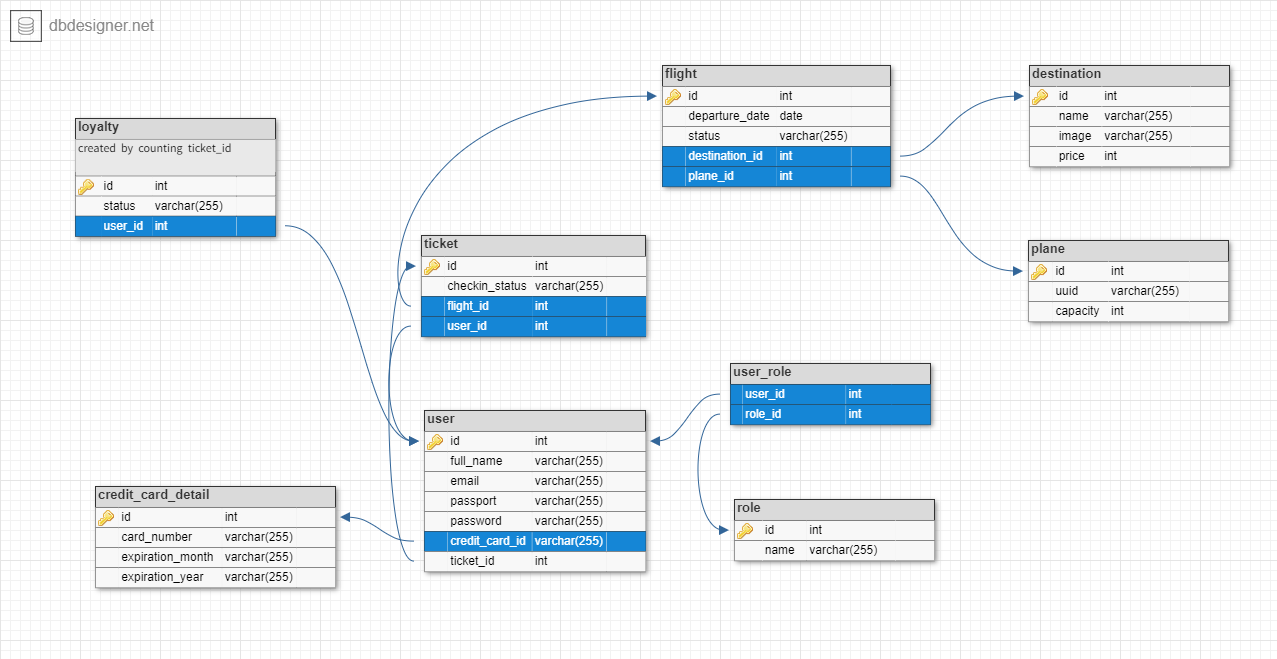 dbdesigner.net
loyalty
created by counting ticket_id
id int
status varchar(255)
user_id int
flight
id int
departure_date date
status varchar(255)
destination_id int
plane_id int
destination
id int
name varchar(255)
image varchar(255)
price int
ticket
id int
checkin_status varchar(255)
flight_id int
user_id int
plane
id int
uuid varchar(255)
capacity int
user_role
user_id int
role_id int
user
id int
full_name varchar(255)
email varchar(255)
passport varchar(255)
password varchar(255)
credit_card_id varchar(255)
ticket_id int
credit_card_detail
id int
card_number varchar(255)
expiration_month varchar(255)
expiration_year varchar(255)
role
id int
name varchar(255)